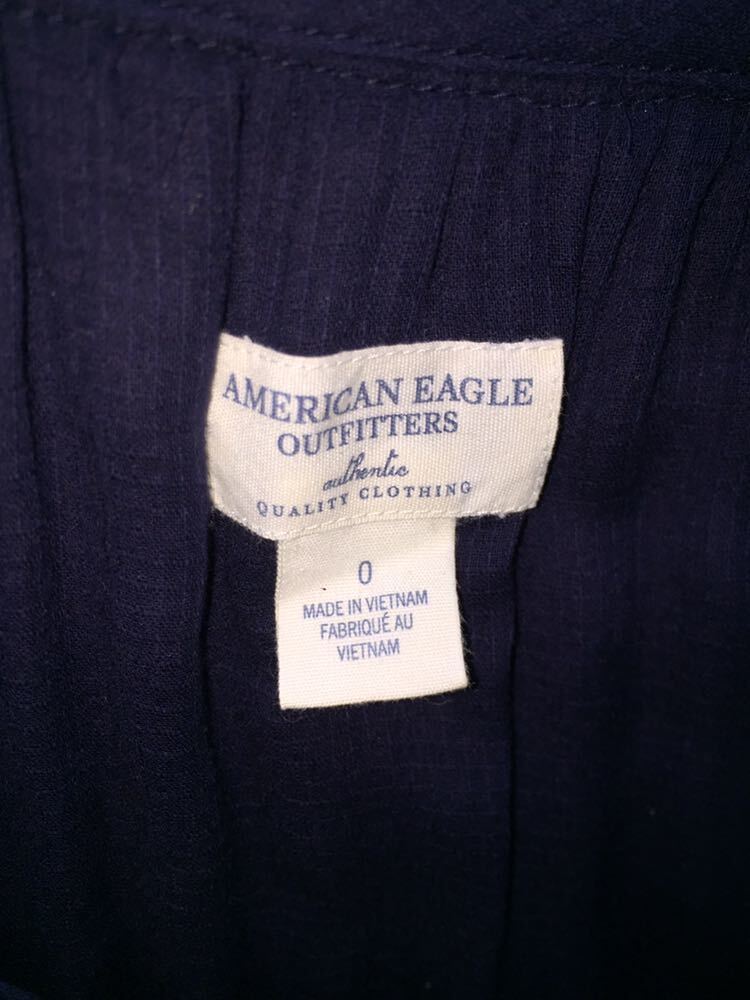 AMERICAN EAGLE
OUTFITTERS
authentic
QUALITY CLOTHING
0
MADE IN VIETNAM
FABRIQUÉ AU
VIETNAM